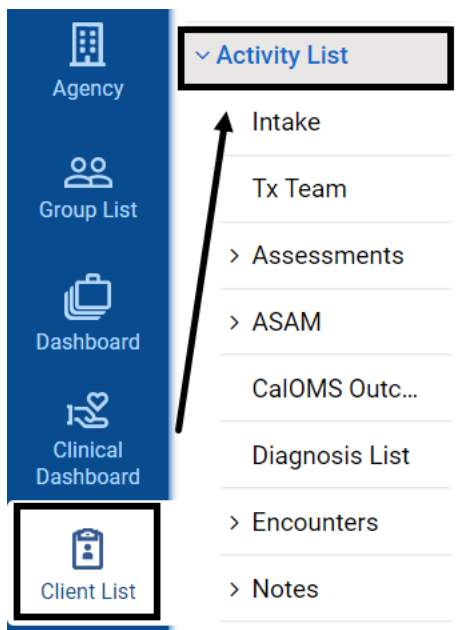 Agency
Group List
Dashboard
Clinical
Dashboard
Client List
Activity List
Intake
Tx Team
Assessments
ASAM
CalOMS Outc...
Diagnosis List
Encounters
Notes